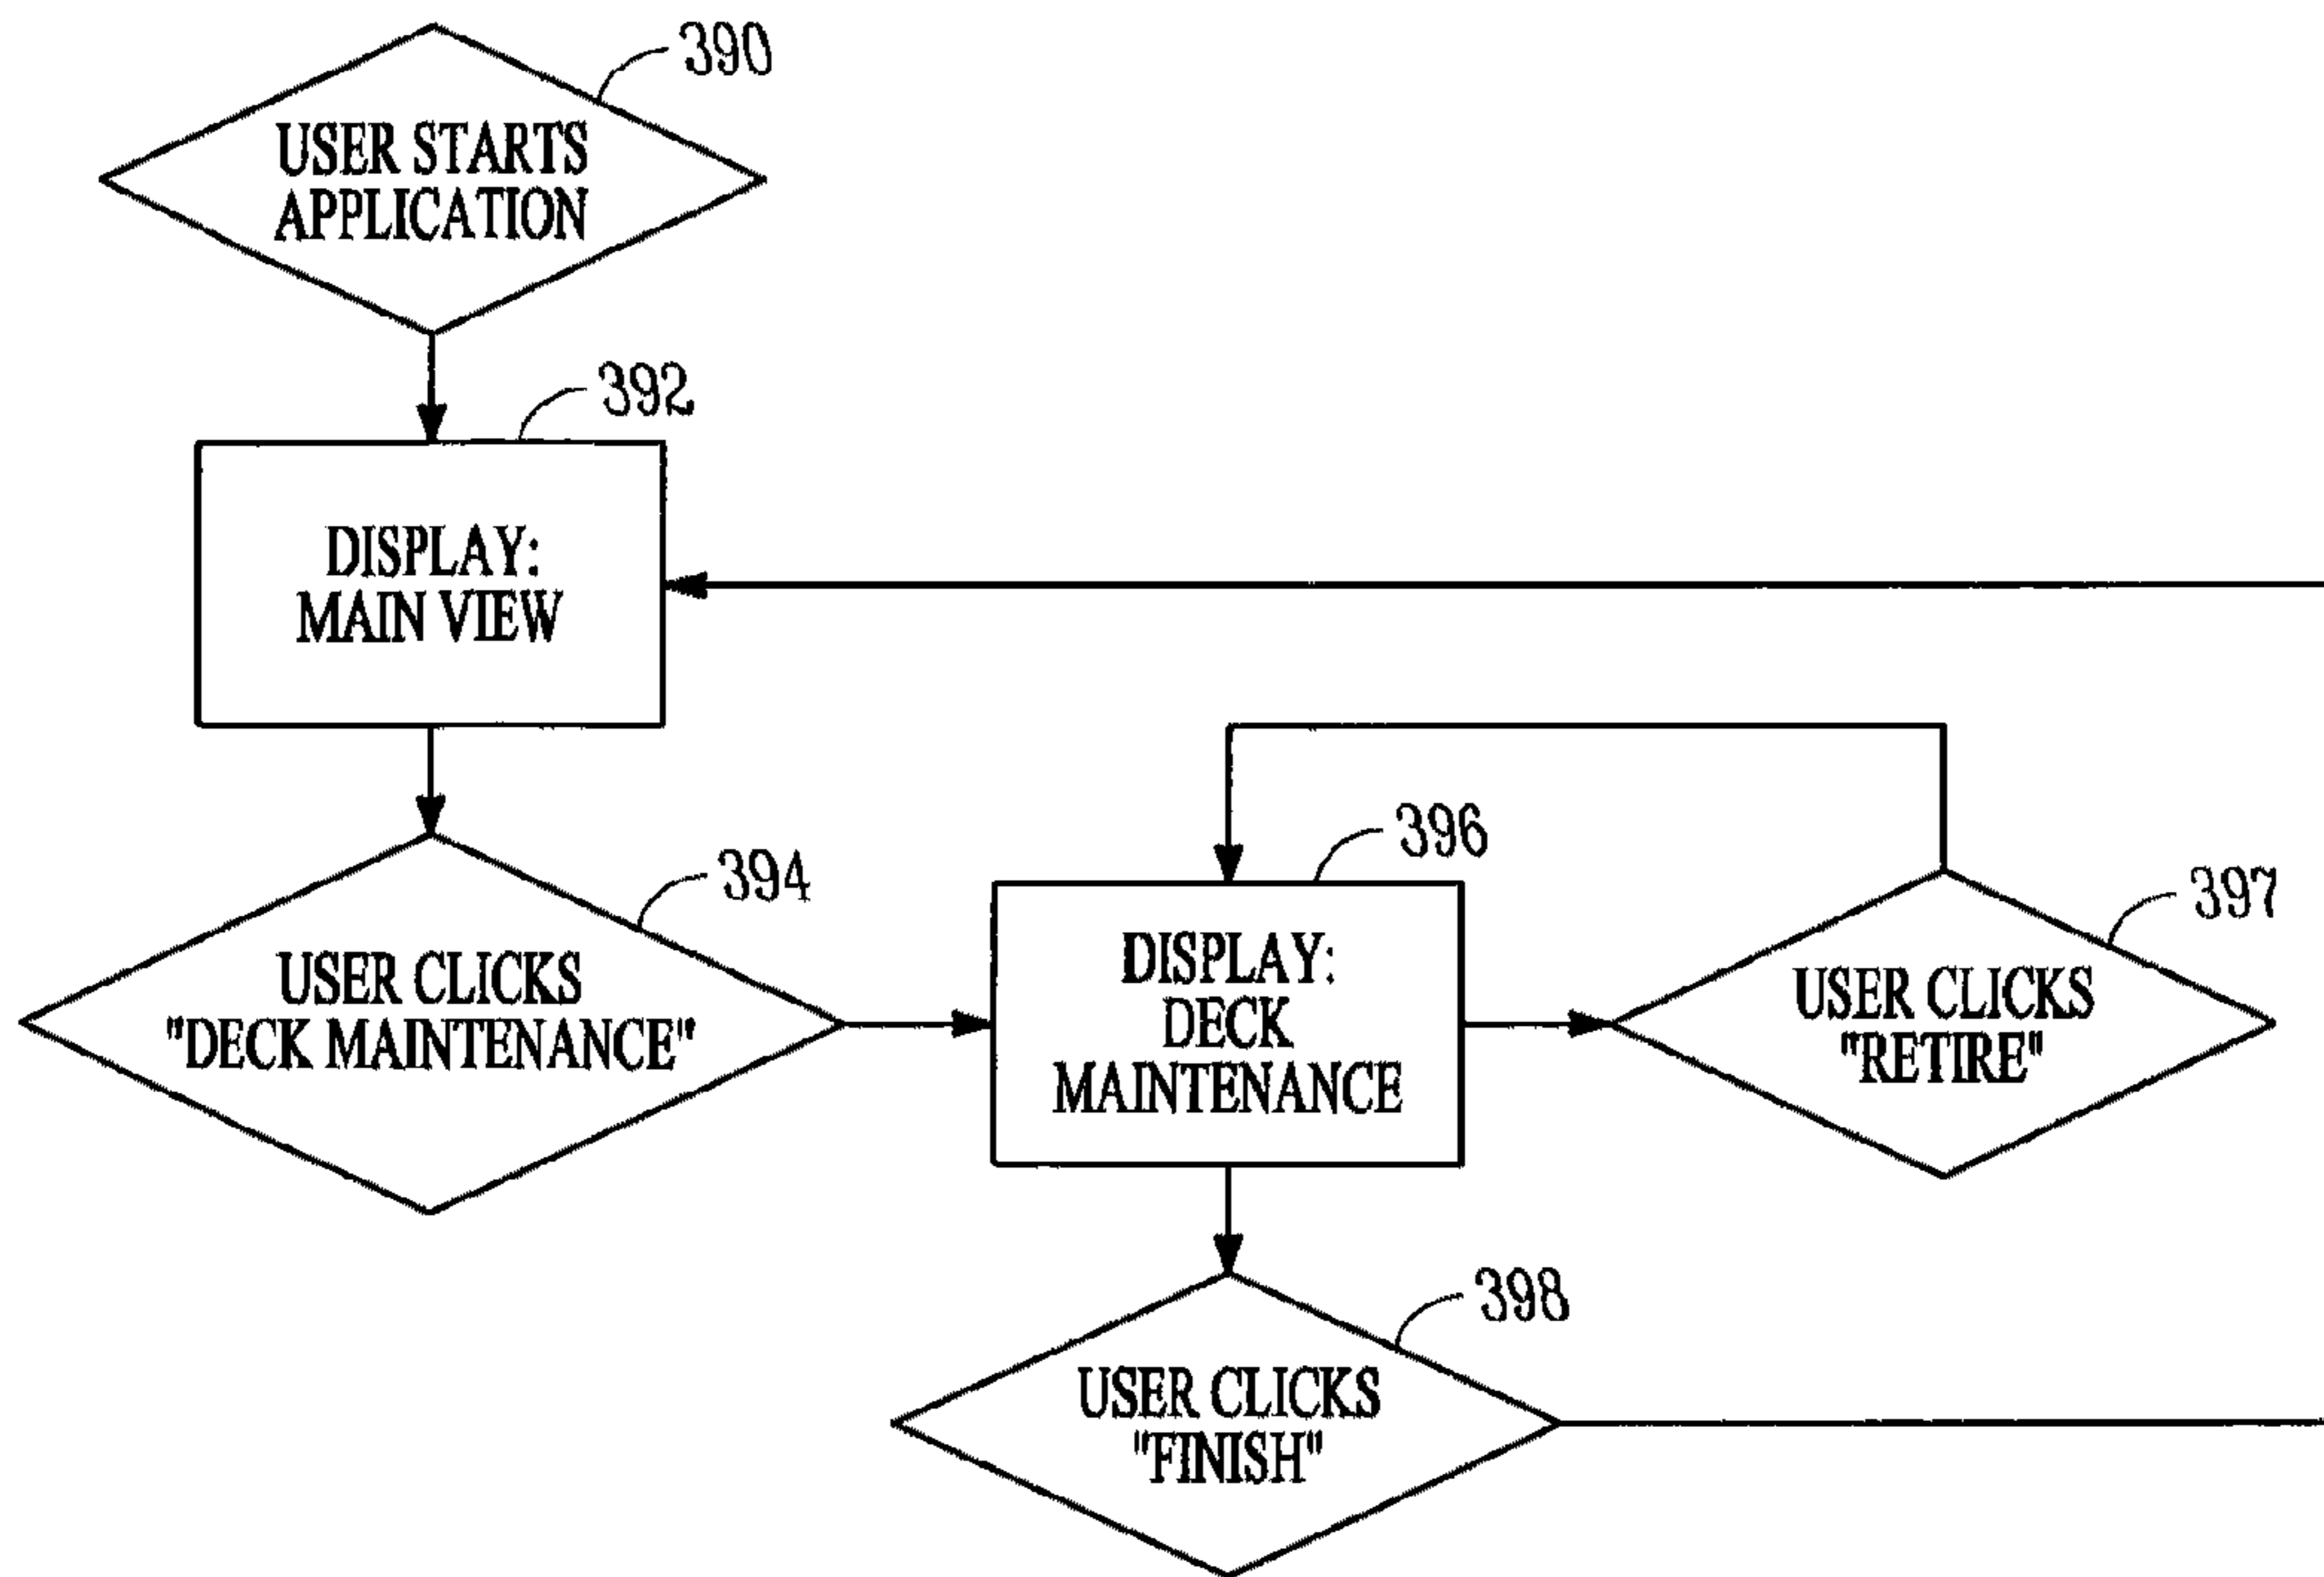 390
USER STARTS
APPLICATION
392
DISPLAY:
MAIN VIEW
394
USER CLICKS
"DECK MAINTENANCE"
396
DISPLAY:
DECK
MAINTENANCE
397
USER CLICKS
"RETIRE"
398
USER CLICKS
"FINISH"